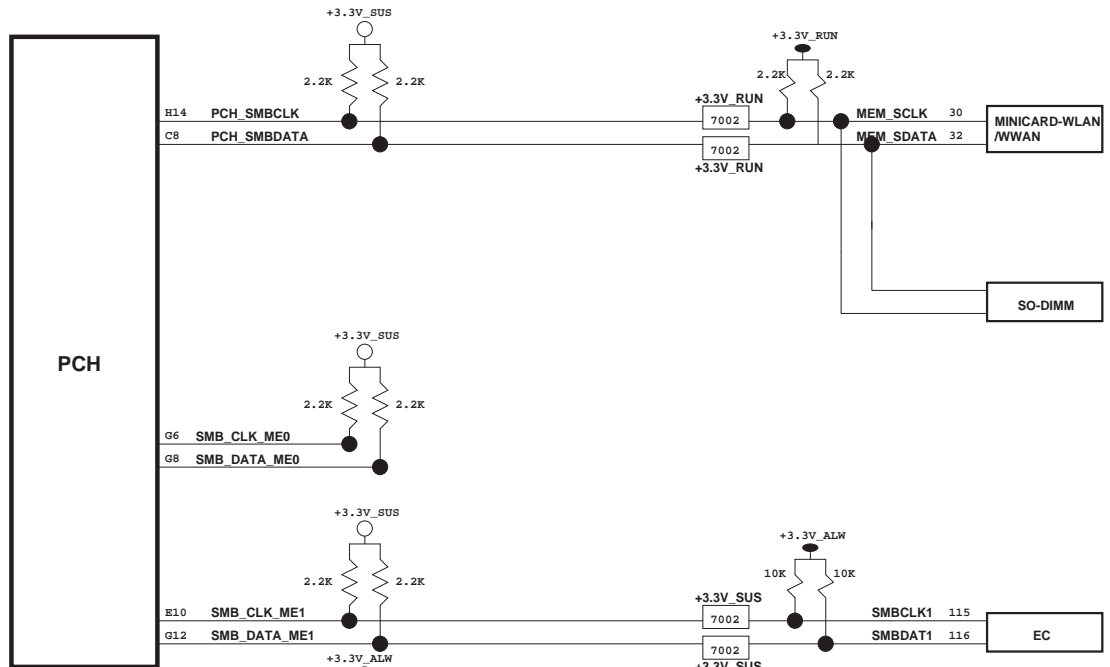 +3.3V_SUS
+3.3V_RUN
2.2K 2.2K
2.2K 2.2K
+3.3V_RUN
H14 PCH_SMBCLK
7002
MEM_SCLK 30
MINICARD-WLAN
/WWAN
C8 PCH_SMBDATA
7002
MEM_SDATA 32
+3.3V_RUN
SO-DIMM
+3.3V_SUS
PCH
2.2K 2.2K
G6 SMB_CLK_ME0
G8 SMB_DATA_ME0
+3.3V_SUS
+3.3V_ALW
2.2K 2.2K
10K 10K
+3.3V_SUS
E10 SMB_CLK_ME1
7002
SMBCLK1 115
EC
G12 SMB_DATA_ME1
7002
SMBDAT1 116
+3.3V_ALW
+3.3V_SUS